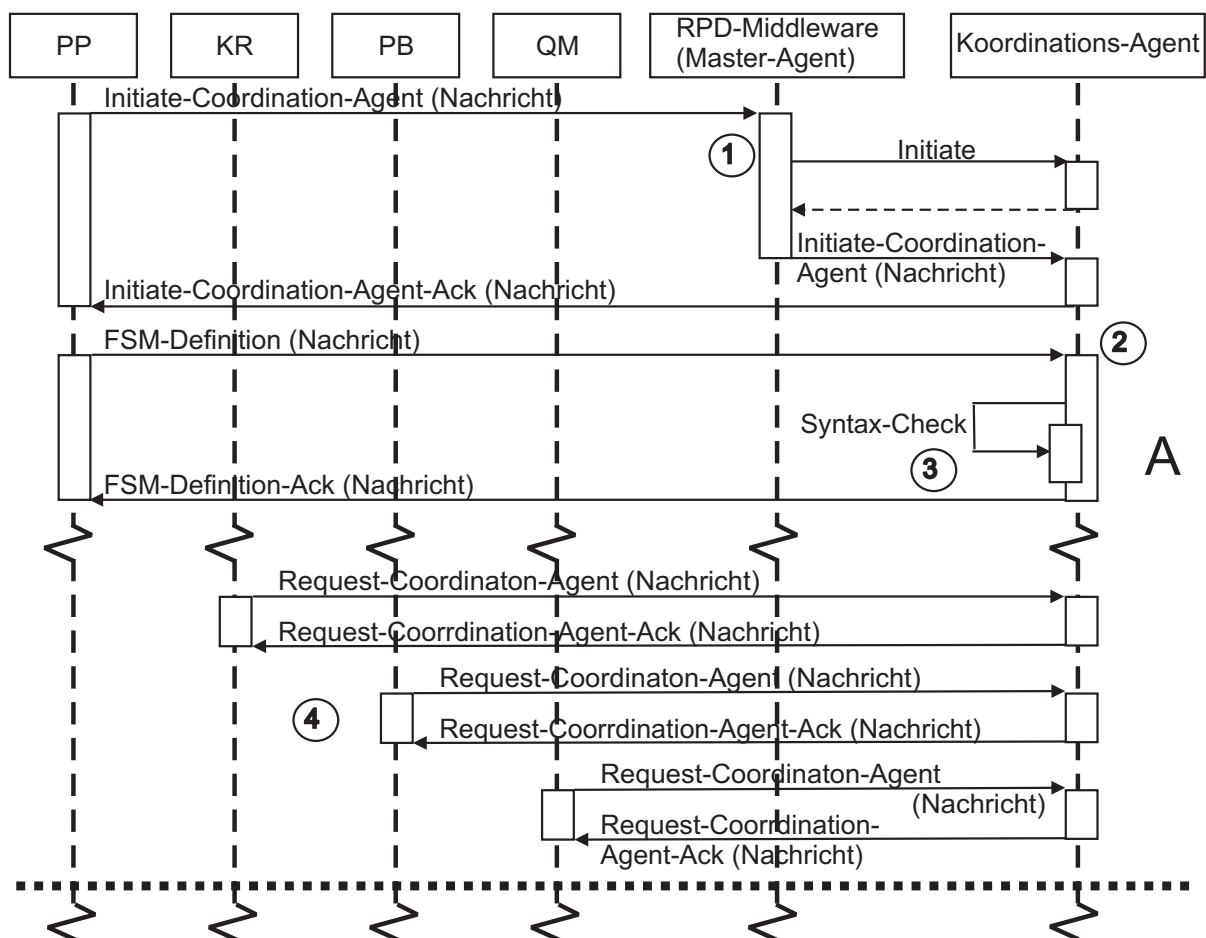 PP
KR
PB
QM
RPD-Middleware
(Master-Agent)
Koordinations-Agent
Initiate-Coordination-Agent (Nachricht)
1
Initiate
Initiate-Coordination-
Agent (Nachricht)
Initiate-Coordination-Agent-Ack (Nachricht)
FSM-Definition (Nachricht)
2
Syntax-Check
3
A
FSM-Definition-Ack (Nachricht)
Request-Coordinaton-Agent (Nachricht)
Request-Coorrdination-Agent-Ack (Nachricht)
Request-Coordinaton-Agent (Nachricht)
4
Request-Coorrdination-Agent-Ack (Nachricht)
Request-Coordinaton-Agent
(Nachricht)
Request-Coorrdination-
Agent-Ack (Nachricht)